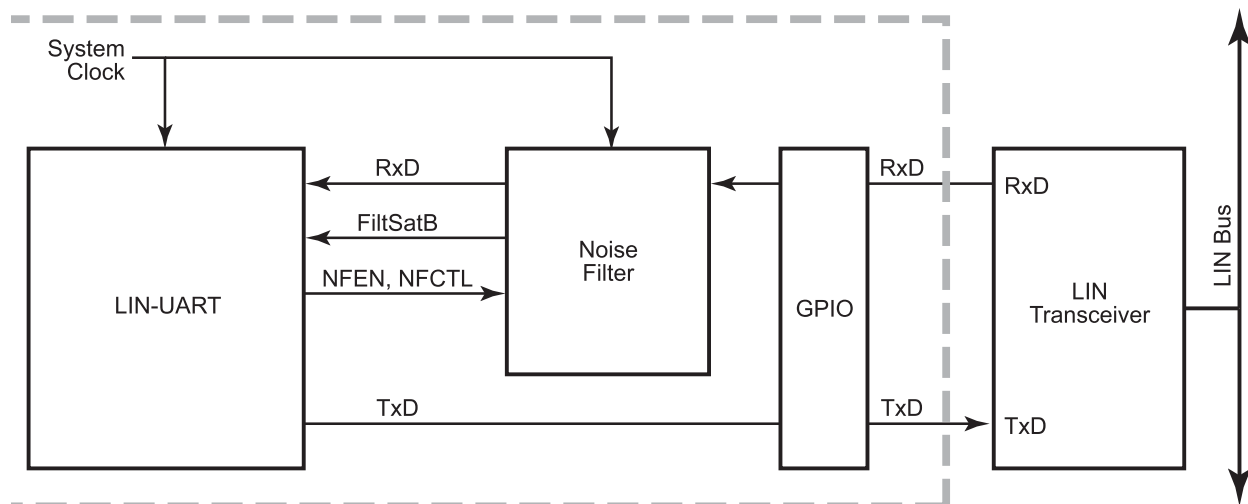 System
Clock
RxD
FiltSatB
NFEN, NFCTL
LIN-UART
TxD
Noise
Filter
GPIO
RxD
TxD
RxD
LIN
Transceiver
TxD
LIN Bus